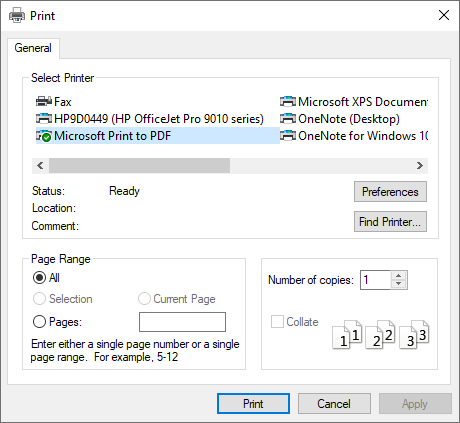 Print
General
Select Printer
Fax
Microsoft XPS Documen
HP9D0449 (HP OfficeJet Pro 9010 series)
OneNote (Desktop)
Microsoft Print to PDF
OneNote for Windows 10
Status: Ready
Preferences
Location:
Comment:
Find Printer...
Page Range
All
Number of copies: 1
Selection
Current Page
Pages:
Collate
1 1 2 2 3 3
Enter either a single page number or a single
page range. For example, 5-12
Print
Cancel
Apply